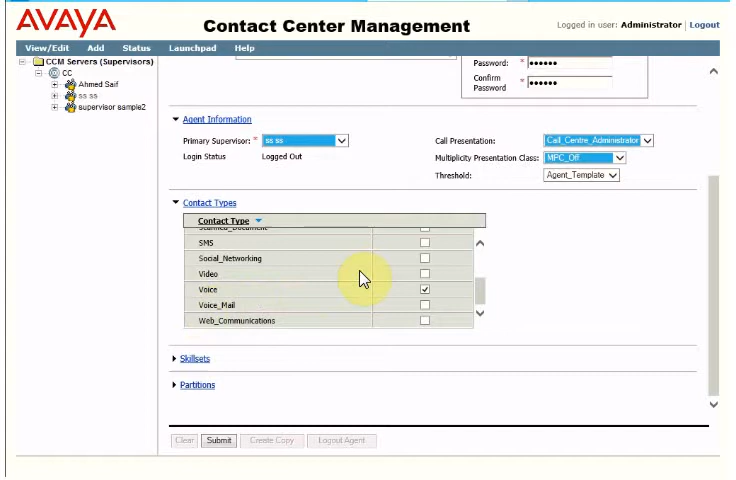 AVAYA
Contact Center Management
Logged in user: Administrator | Logout
View/Edit Add Status Launchpad Help
CCM Servers (Supervisors)
CC
Ahmed Saif
ss ss
supervisor sample2
Password: * ••••••
Confirm Password * ••••••
Agent Information
Primary Supervisor: * ss ss
Call Presentation: Call_Centre_Administrator
Login Status Logged Out
Multiplicity Presentation Class: MPC_Off
Threshold: Agent_Template
Contact Types
Contact Type
Scanned_Document
SMS
Social_Networking
Video
Voice
Voice_Mail
Web_Communications
Skillsets
Partitions
Clear Submit Create Copy Logout Agent